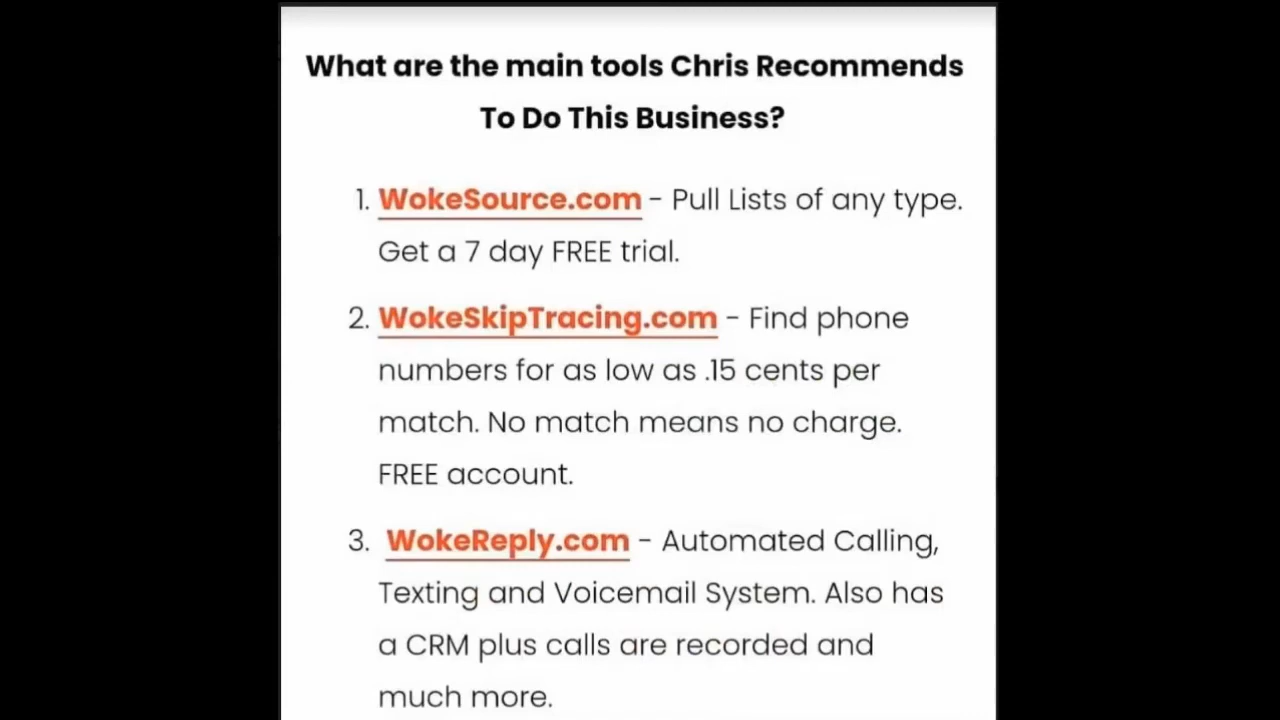 What are the main tools Chris Recommends
To Do This Business?
1. WokeSource.com - Pull Lists of any type.
Get a 7 day FREE trial.
2. WokeSkipTracing.com - Find phone
numbers for as low as .15 cents per
match. No match means no charge.
FREE account.
3. WokeReply.com - Automated Calling,
Texting and Voicemail System. Also has
a CRM plus calls are recorded and
much more.